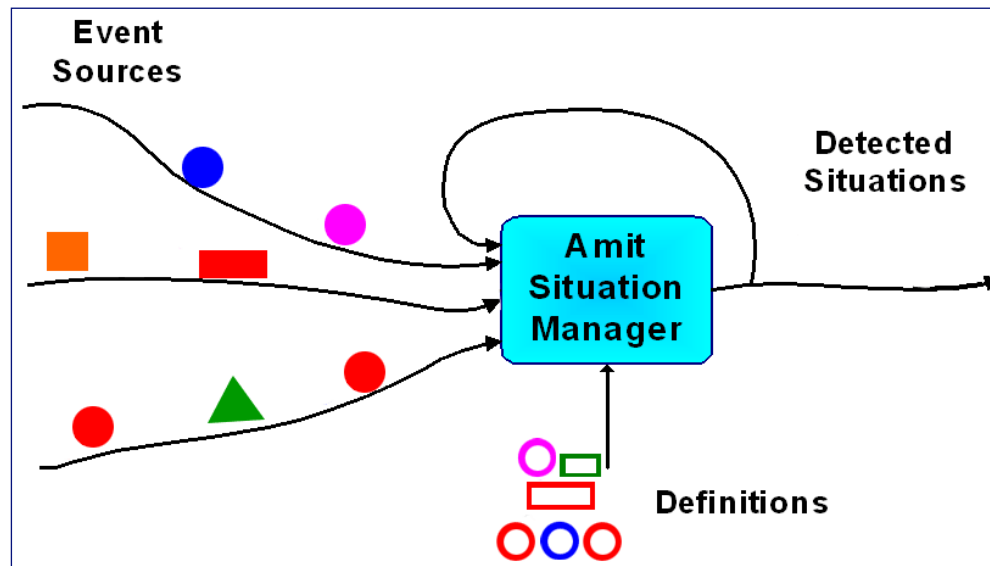 Event
Sources
Detected
Situations
Amit
Situation
Manager
Definitions